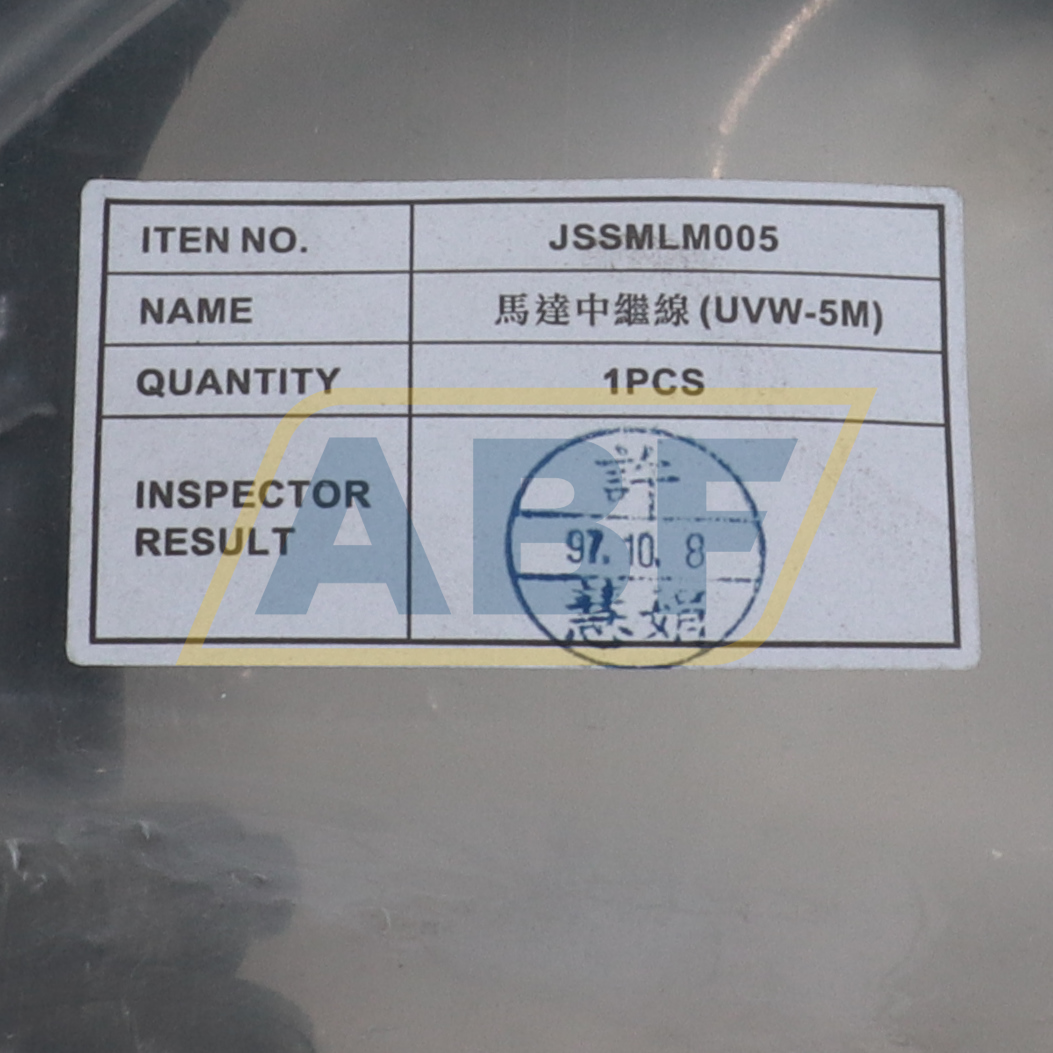 ITEN NO. JSSMLM005
NAME 馬達中繼線 (UVW-5M)
QUANTITY 1PCS
INSPECTOR
RESULT
許
97. 10. 8
慧娟
ABF